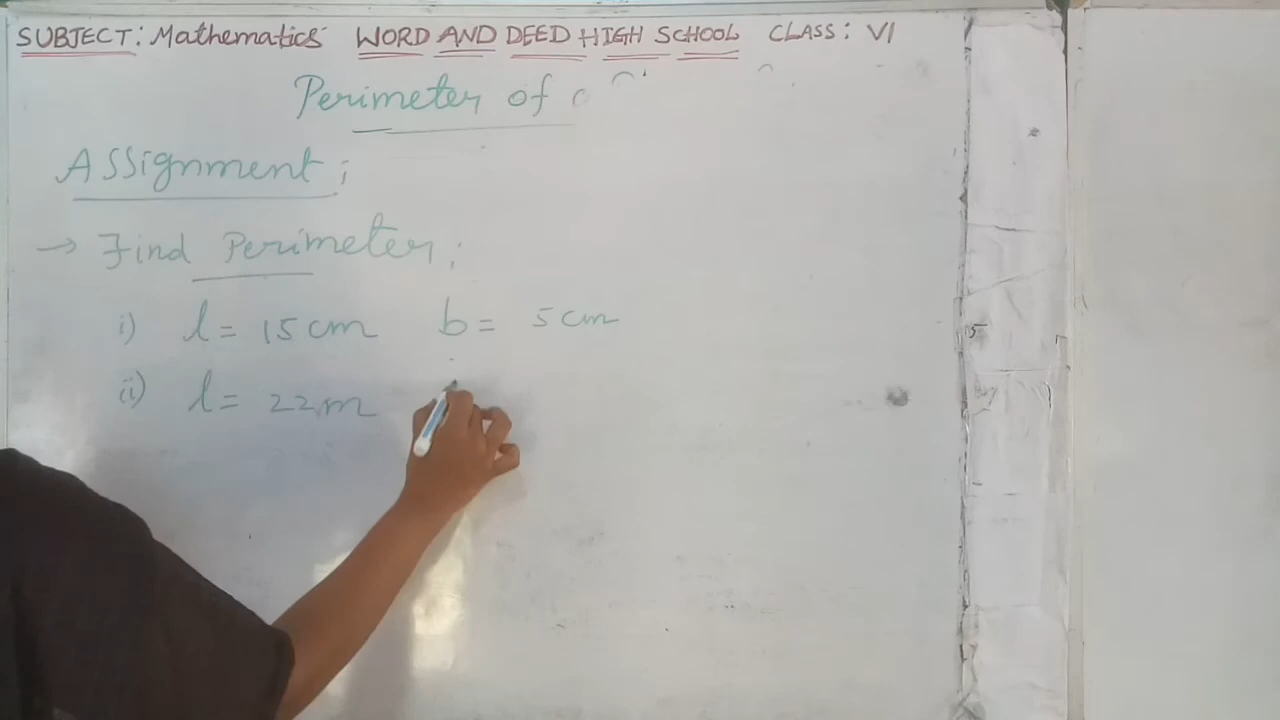 SUBJECT: Mathematics WORD AND DEED HIGH SCHOOL CLASS: VI
Perimeter of
Assignment:
→ Find Perimeter:
i) l = 15 cm b = 5 cm
ii) l = 22 m